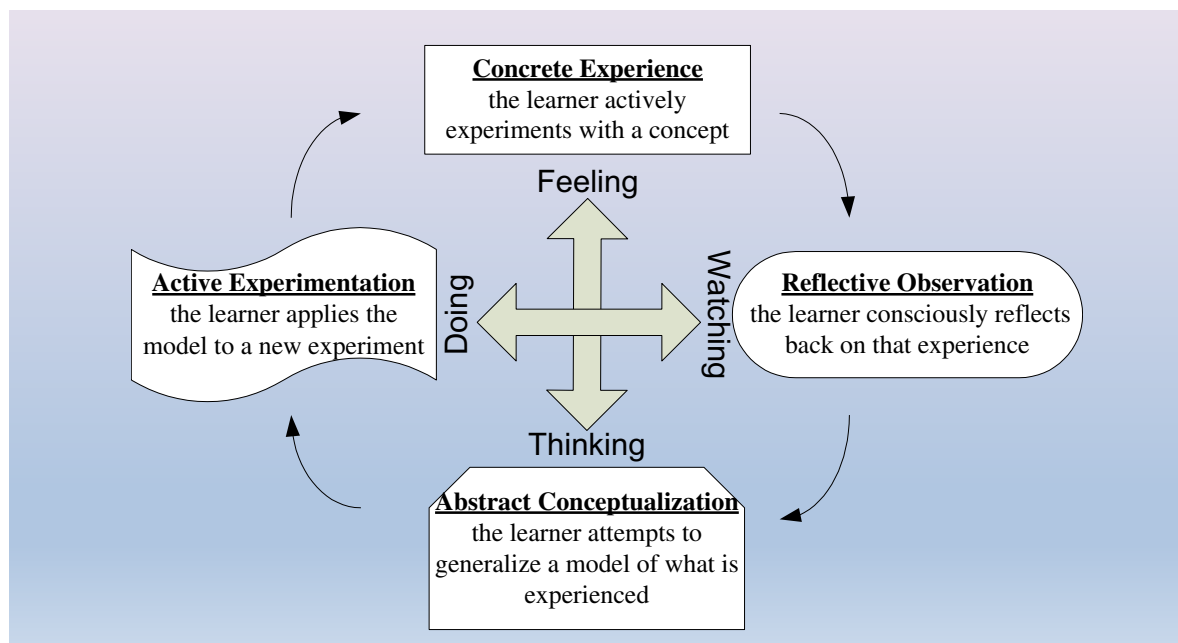 Concrete Experience
the learner actively
experiments with a concept
Feeling
Active Experimentation
the learner applies the
model to a new experiment
Doing
Watching
Reflective Observation
the learner consciously reflects
back on that experience
Thinking
Abstract Conceptualization
the learner attempts to
generalize a model of what is
experienced